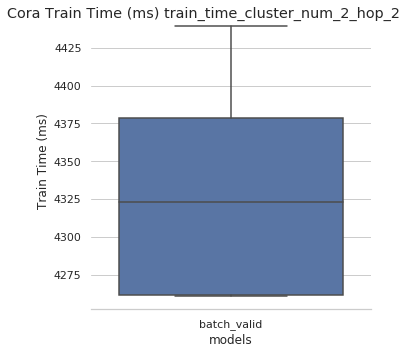 Cora Train Time (ms) train_time_cluster_num_2_hop_2
Train Time (ms)
4425
4400
4375
4350
4325
4300
4275
batch_valid
models